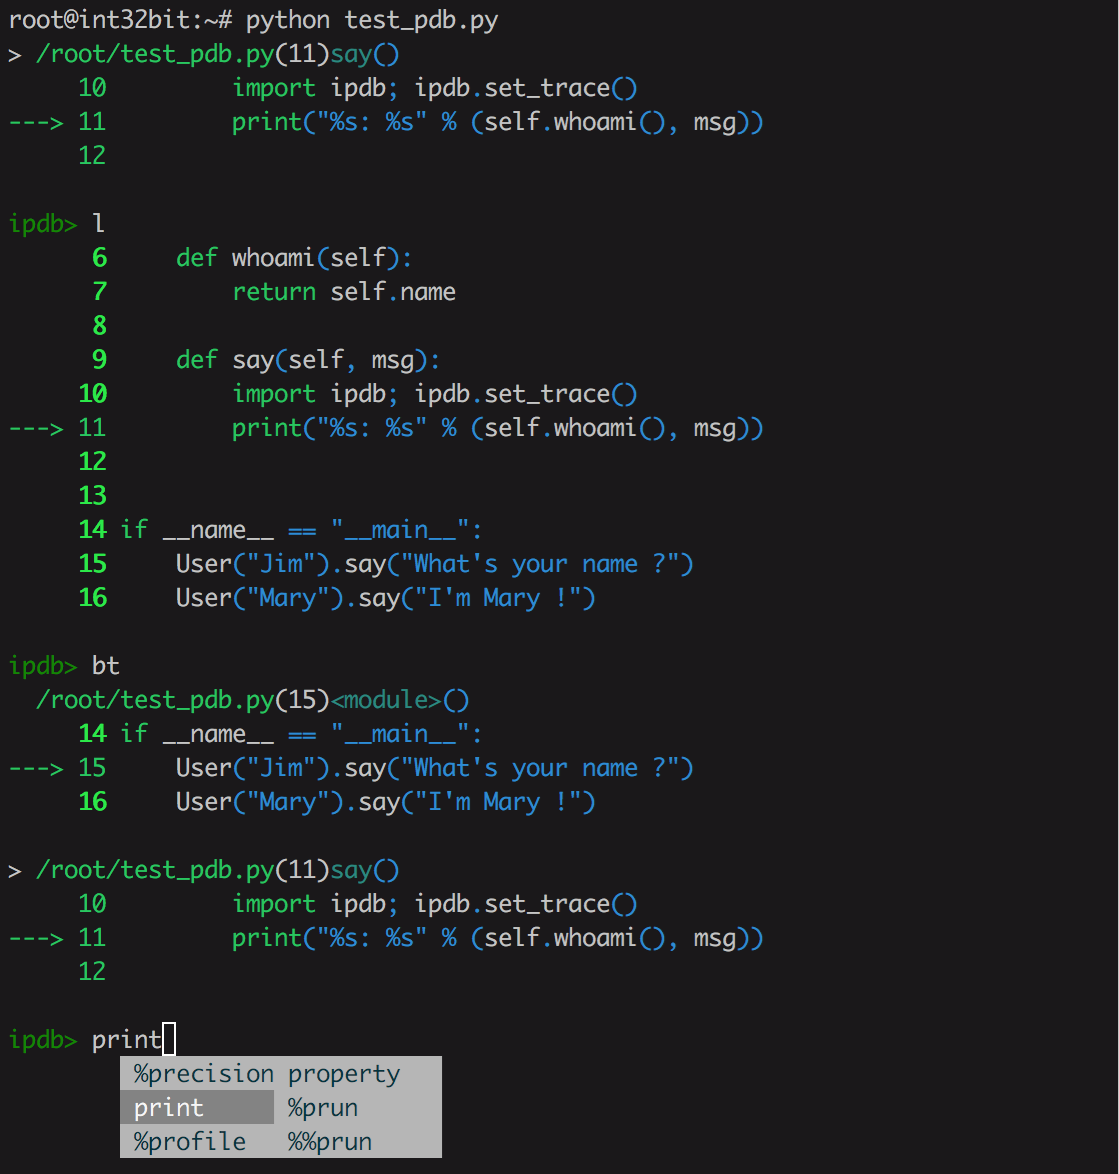 root@int32bit:~# python test_pdb.py
> /root/test_pdb.py(11)say()
     10         import ipdb; ipdb.set_trace()
---> 11         print("%s: %s" % (self.whoami(), msg))
     12

ipdb> l
      6     def whoami(self):
      7         return self.name
      8
      9     def say(self, msg):
     10         import ipdb; ipdb.set_trace()
---> 11         print("%s: %s" % (self.whoami(), msg))
     12
     13
     14 if __name__ == "__main__":
     15     User("Jim").say("What's your name ?")
     16     User("Mary").say("I'm Mary !")

ipdb> bt
  /root/test_pdb.py(15)<module>()
     14 if __name__ == "__main__":
---> 15     User("Jim").say("What's your name ?")
     16     User("Mary").say("I'm Mary !")

> /root/test_pdb.py(11)say()
     10         import ipdb; ipdb.set_trace()
---> 11         print("%s: %s" % (self.whoami(), msg))
     12

ipdb> print
%precision property
print %prun
%profile %%prun